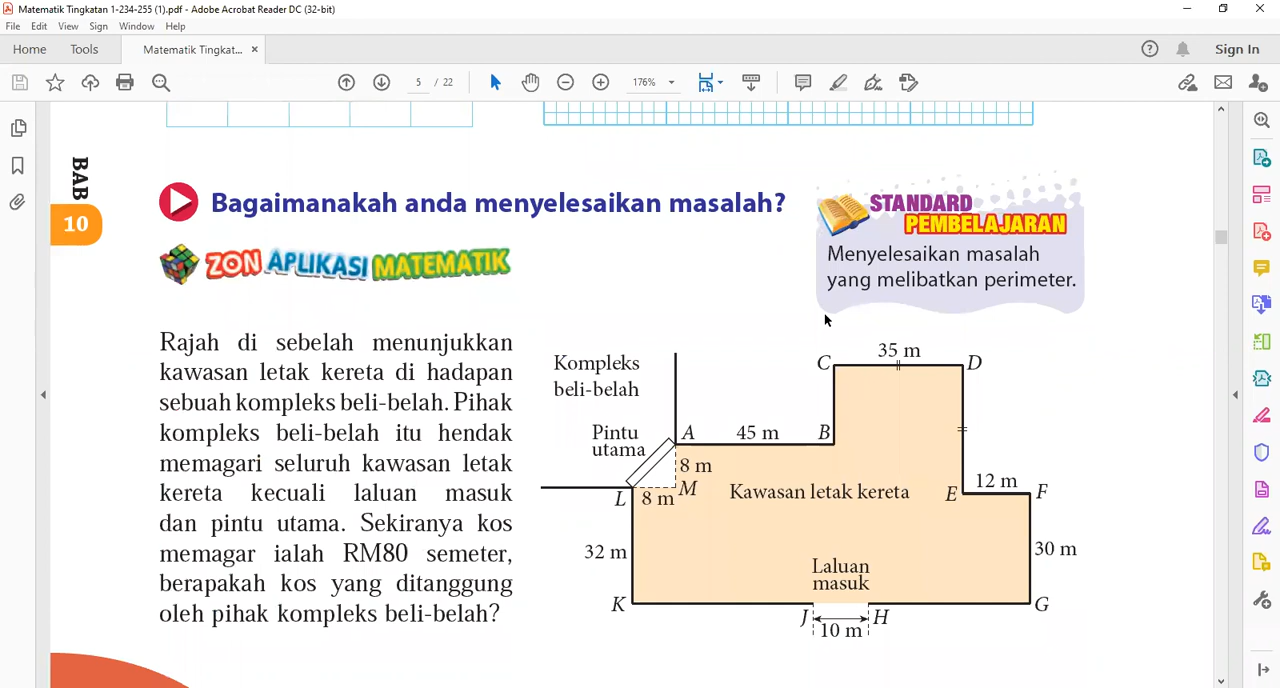 Matematik Tingkatan 1-234-255 (1).pdf - Adobe Acrobat Reader DC (32-bit)
File Edit View Sign Window Help
Home Tools Matematik Tingkat... × Sign In
5 / 22 176%
BAB
10
Bagaimanakah anda menyelesaikan masalah?
STANDARD
PEMBELAJARAN
Menyelesaikan masalah
yang melibatkan perimeter.
ZON APLIKASI MATEMATIK
Rajah di sebelah menunjukkan
kawasan letak kereta di hadapan
sebuah kompleks beli-belah. Pihak
kompleks beli-belah itu hendak
memagari seluruh kawasan letak
kereta kecuali laluan masuk
dan pintu utama. Sekiranya kos
memagar ialah RM80 semeter,
berapakah kos yang ditanggung
oleh pihak kompleks beli-belah?
Kompleks
beli-belah
C 35 m D
Pintu
utama
A 45 m B
8 m
L 8 m M
Kawasan letak kereta
E 12 m F
32 m
30 m
Laluan
masuk
K J H G
10 m